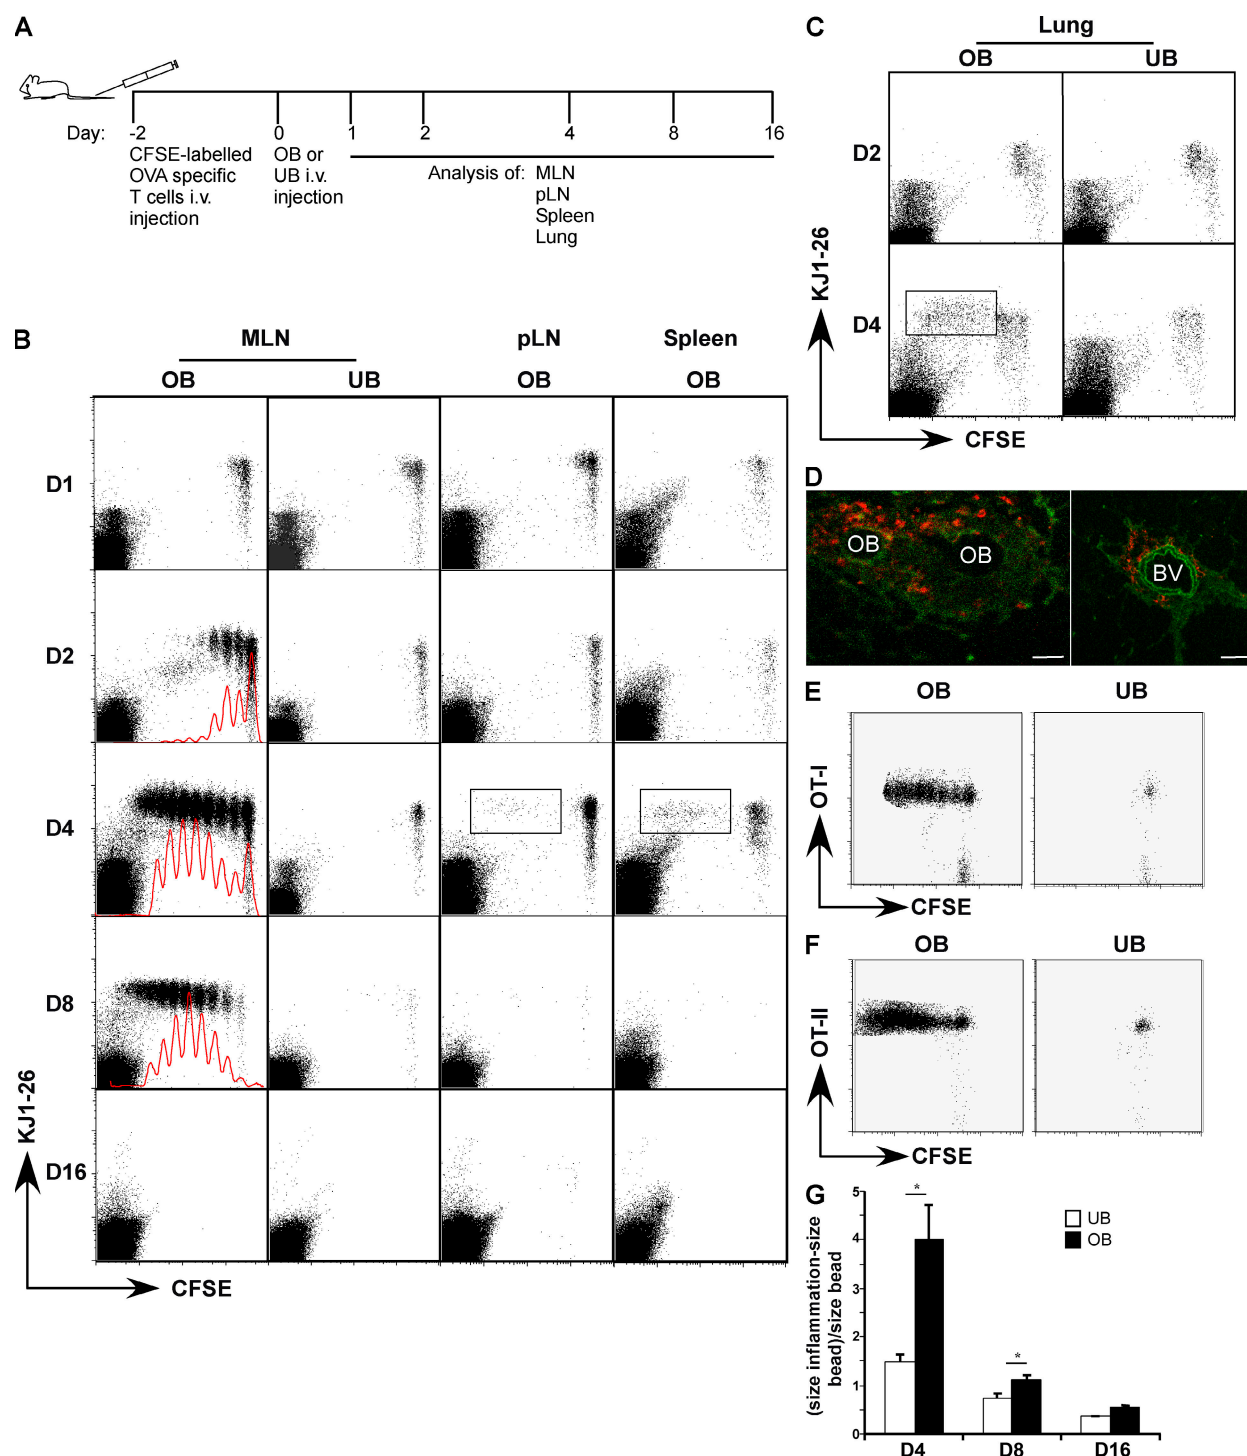 A
Day: -2 0 1 2 4 8 16
CFSE-labelled
OVA specific
T cells i.v.
injection
OB or
UB i.v.
injection
Analysis of: MLN
pLN
Spleen
Lung
B
MLN pLN Spleen
OB UB OB OB
D1
D2
D4
D8
D16
KJ1-26
CFSE
C
Lung
OB UB
D2
D4
KJ1-26
CFSE
D
OB OB BV
E
OB UB
OT-I
CFSE
F
OB UB
OT-II
CFSE
G
(size inflammation-size
bead)/size bead
5
4
3
2
1
0
* *
UB
OB
D4 D8 D16